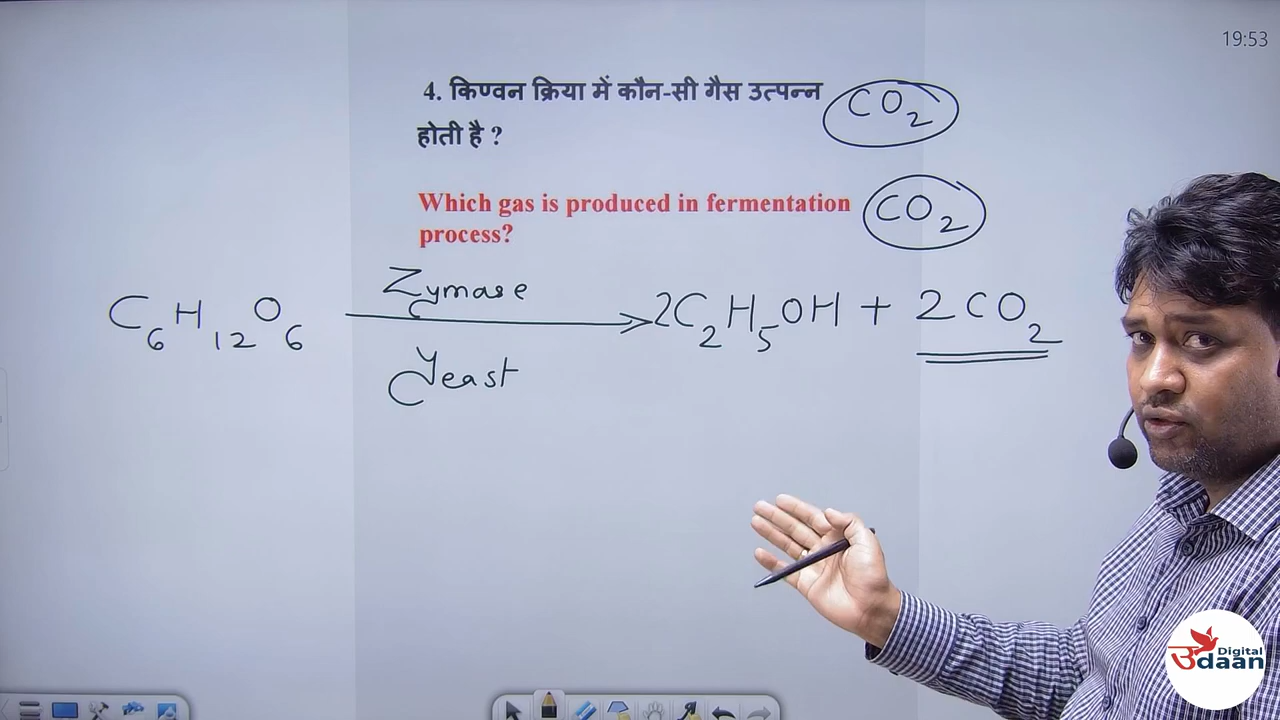 19:53
4. किण्वन क्रिया में कौन-सी गैस उत्पन्न CO2
होती है ?
Which gas is produced in fermentation CO2
process?
Zymase
C6H12O6 → 2C2H5OH + 2CO2
Yeast
Digital
उdaan